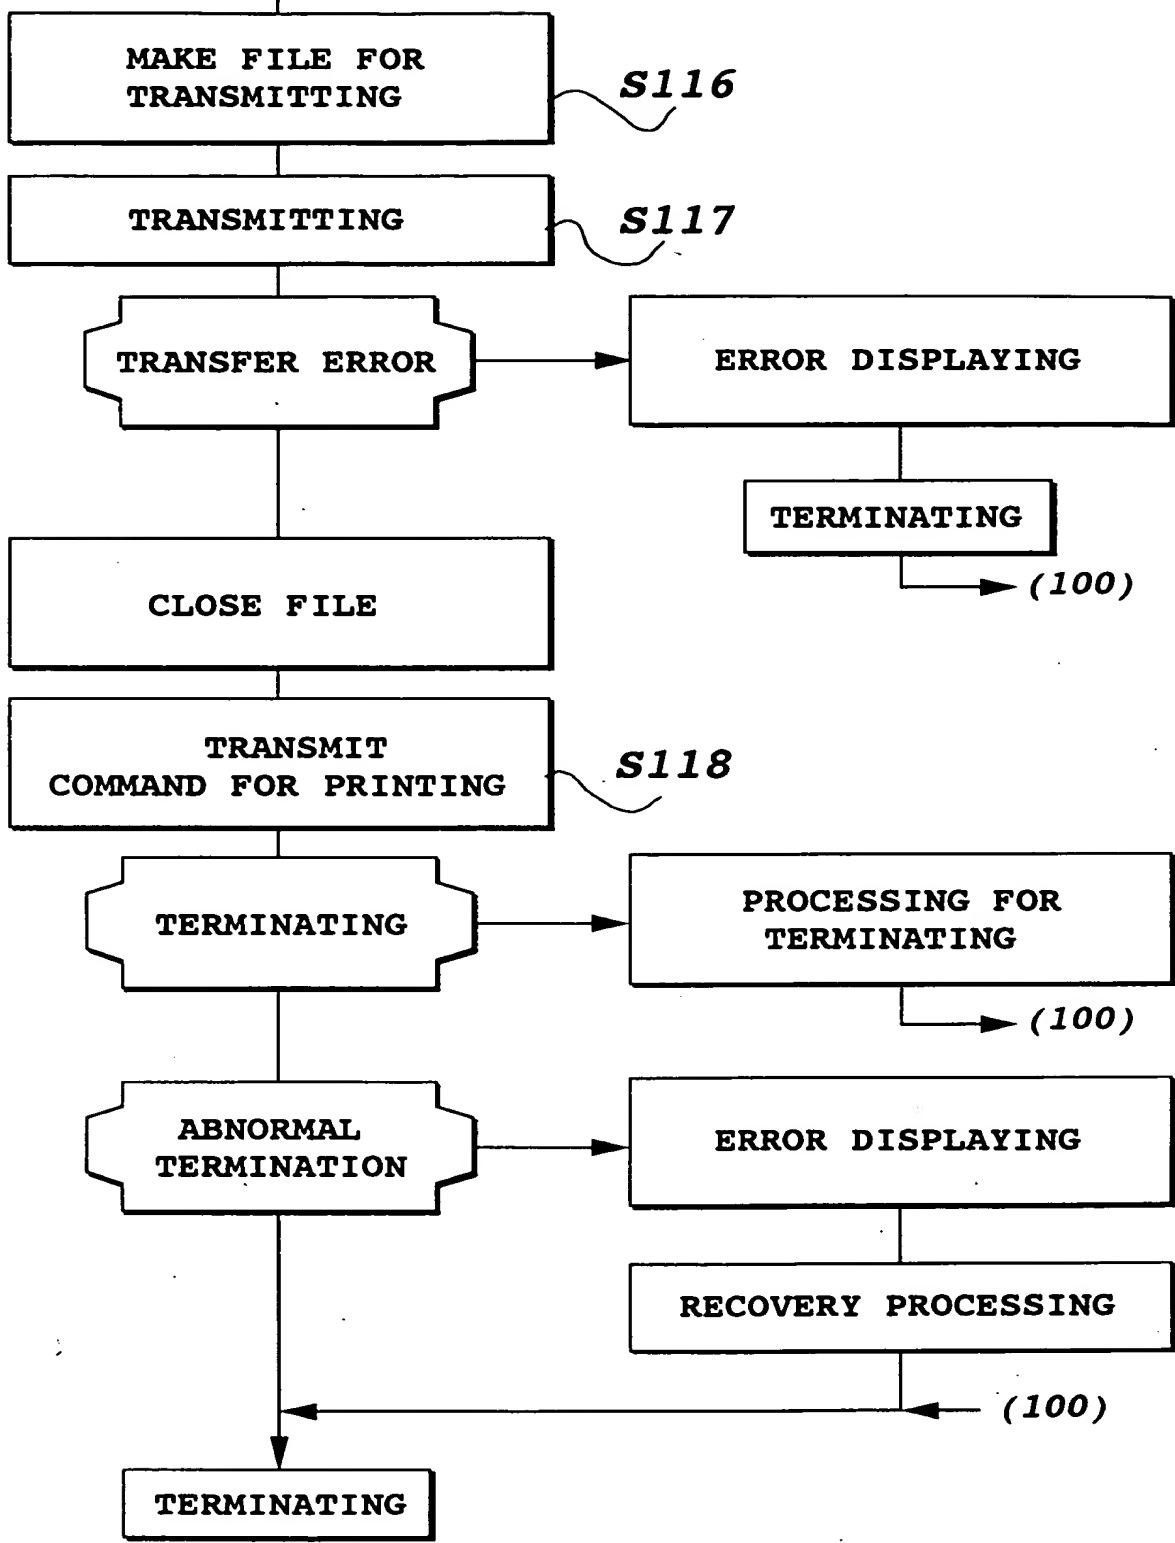 MAKE FILE FOR
TRANSMITTING
S116
TRANSMITTING
S117
TRANSFER ERROR
ERROR DISPLAYING
TERMINATING
(100)
CLOSE FILE
TRANSMIT
COMMAND FOR PRINTING
S118
TERMINATING
PROCESSING FOR
TERMINATING
(100)
ABNORMAL
TERMINATION
ERROR DISPLAYING
RECOVERY PROCESSING
(100)
TERMINATING